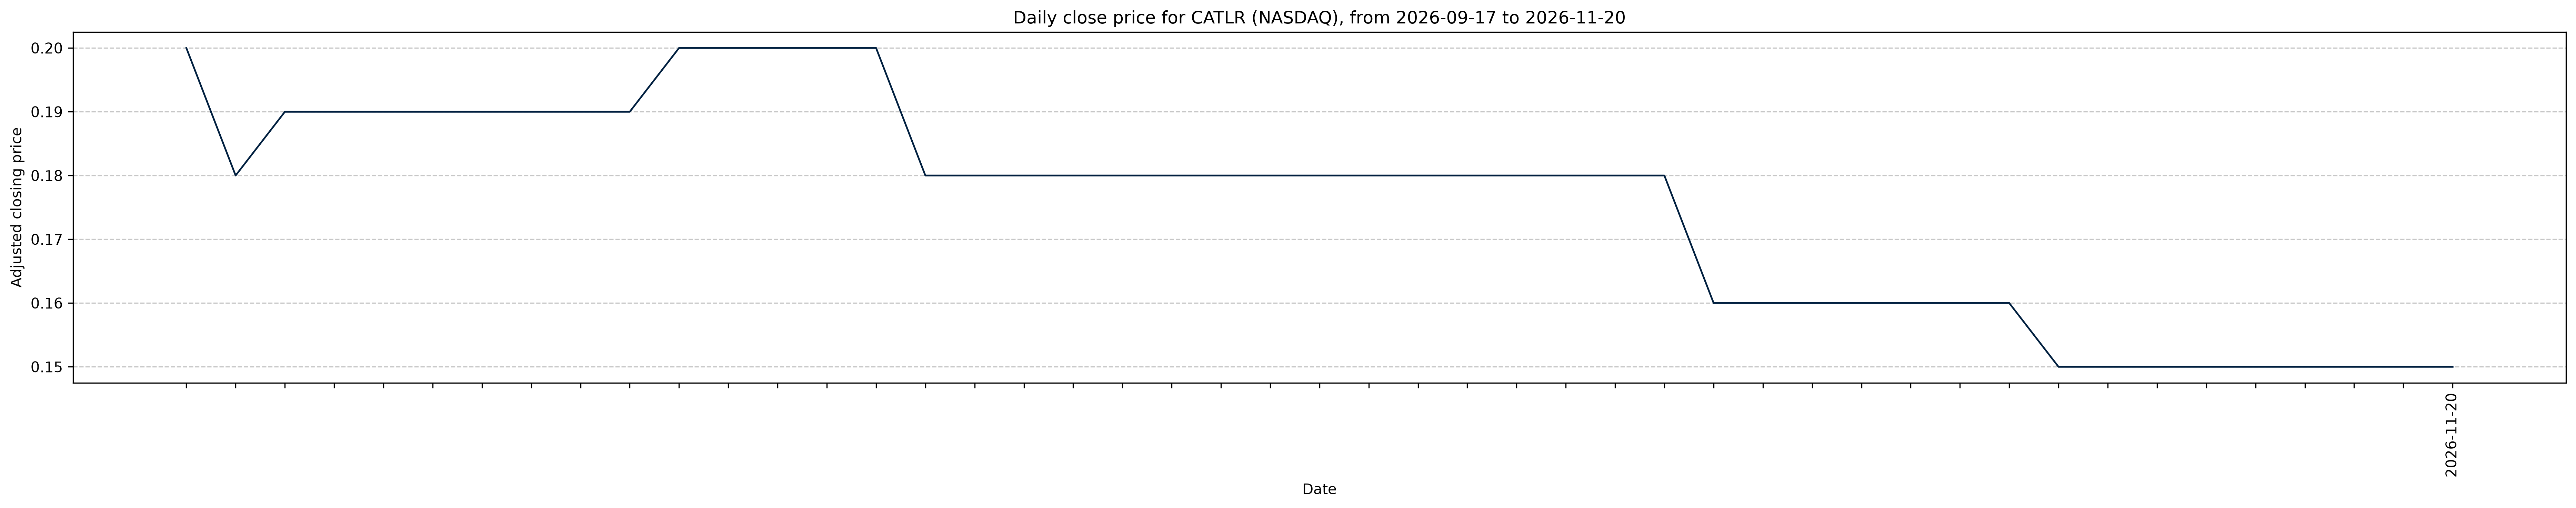 Daily close price for CATLR (NASDAQ), from 2026-09-17 to 2026-11-20
Adjusted closing price
0.20
0.19
0.18
0.17
0.16
0.15
2026-11-20
Date